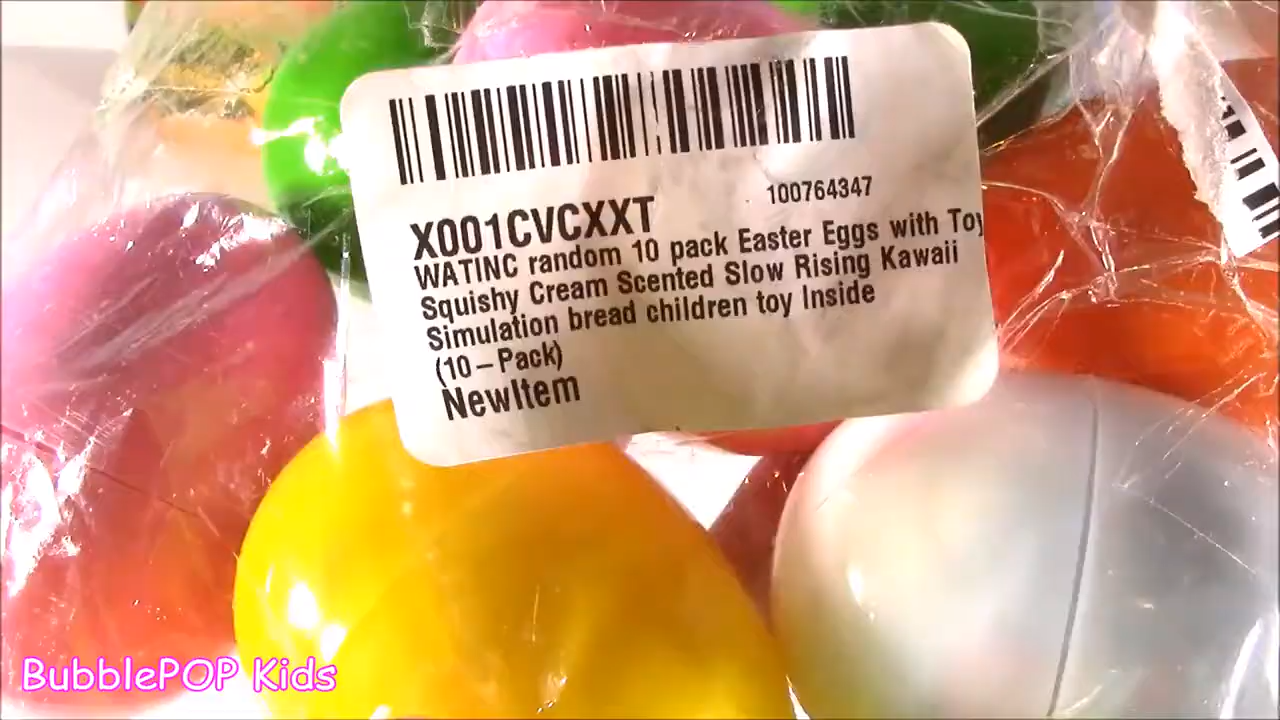 100764347
X001CVCXXT
WATINC random 10 pack Easter Eggs with Toy
Squishy Cream Scented Slow Rising Kawaii
Simulation bread children toy Inside
(10-Pack)
NewItem
BubblePOP Kids